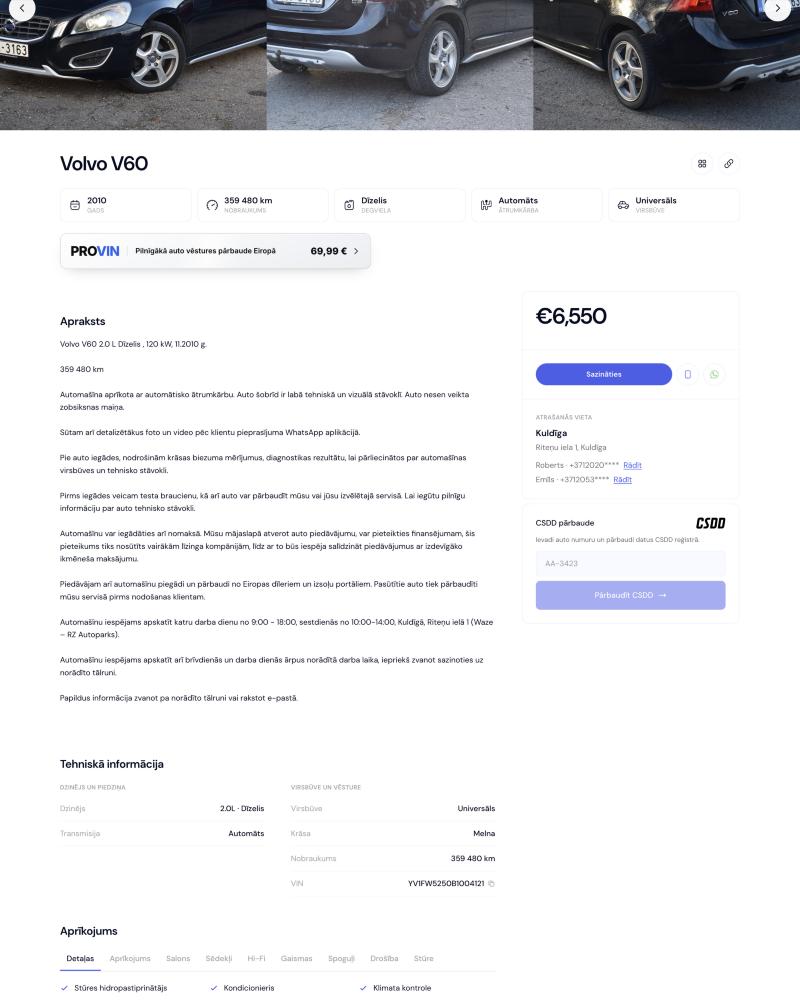 -3163
V60
Volvo V60
2010
GADS
359 480 km
NOBRAUKUMS
Dīzelis
DEGVIELA
Automāts
ĀTRUMKĀRBA
Universāls
VIRSBŪVE
PROVIN
Pilnīgākā auto vēstures pārbaude Eiropā
69,99 €
€6,550
Apraksts
Volvo V60 2.0 L Dīzelis , 120 kW, 11.2010 g.
359 480 km
Automašīna aprīkota ar automātisko ātrumkārbu. Auto šobrīd ir labā tehniskā un vizuālā stāvoklī. Auto nesen veikta
zobsiksnas maiņa.
Sūtam arī detalizētākus foto un video pēc klientu pieprasījuma WhatsApp aplikācijā.
Pie auto iegādes, nodrošinām krāsas biezuma mērījumus, diagnostikas rezultātu, lai pārliecinātos par automašīnas
virsbūves un tehnisko stāvokli.
Pirms iegādes veicam testa braucienu, kā arī auto var pārbaudīt mūsu vai jūsu izvēlētajā servisā. Lai iegūtu pilnīgu
informāciju par auto tehnisko stāvokli.
Automašīnu var iegādāties arī nomaksā. Mūsu mājaslapā atverot auto piedāvājumu, var pieteikties finansējumam, šis
pieteikums tiks nosūtīts vairākām līzinga kompānijām, līdz ar to būs iespēja salīdzināt piedāvājumus ar izdevīgāko
ikmēneša maksājumu.
Piedāvājam arī automašīnu piegādi un pārbaudi no Eiropas dīleriem un izsoļu portāliem. Pasūtītie auto tiek pārbaudīti
mūsu servisā pirms nodošanas klientam.
Automašīnu iespējams apskatīt katru darba dienu no 9:00 - 18:00, sestdienās no 10:00-14:00, Kuldīgā, Riteņu ielā 1 (Waze
– RZ Autoparks).
Automašīnu iespējams apskatīt arī brīvdienās un darba dienās ārpus norādītā darba laika, iepriekš zvanot sazinoties uz
norādīto tālruni.
Papildus informācija zvanot pa norādīto tālruni vai rakstot e-pastā.
Sazināties
ATRAŠANĀS VIETA
Kuldīga
Riteņu iela 1, Kuldīga
Roberts · +3712020**** Rādīt
Emīls · +3712053**** Rādīt
CSDD pārbaude
CSDD
Ievadi auto numuru un pārbaudi datus CSDD reģistrā.
AA-3423
Pārbaudīt CSDD →
Tehniskā informācija
DZINĒJS UN PIEDZIŅA
Dzinējs
2.0L · Dīzelis
Transmisija
Automāts
VIRSBŪVE UN VĒSTURE
Virsbūve
Universāls
Krāsa
Melna
Nobraukums
359 480 km
VIN
YV1FW5250B1004121
Aprīkojums
Detaļas
Aprīkojums
Salons
Sēdekļi
Hi-Fi
Gaismas
Spoguļi
Drošība
Stūre
Stūres hidropastiprinātājs
Kondicionieris
Klimata kontrole